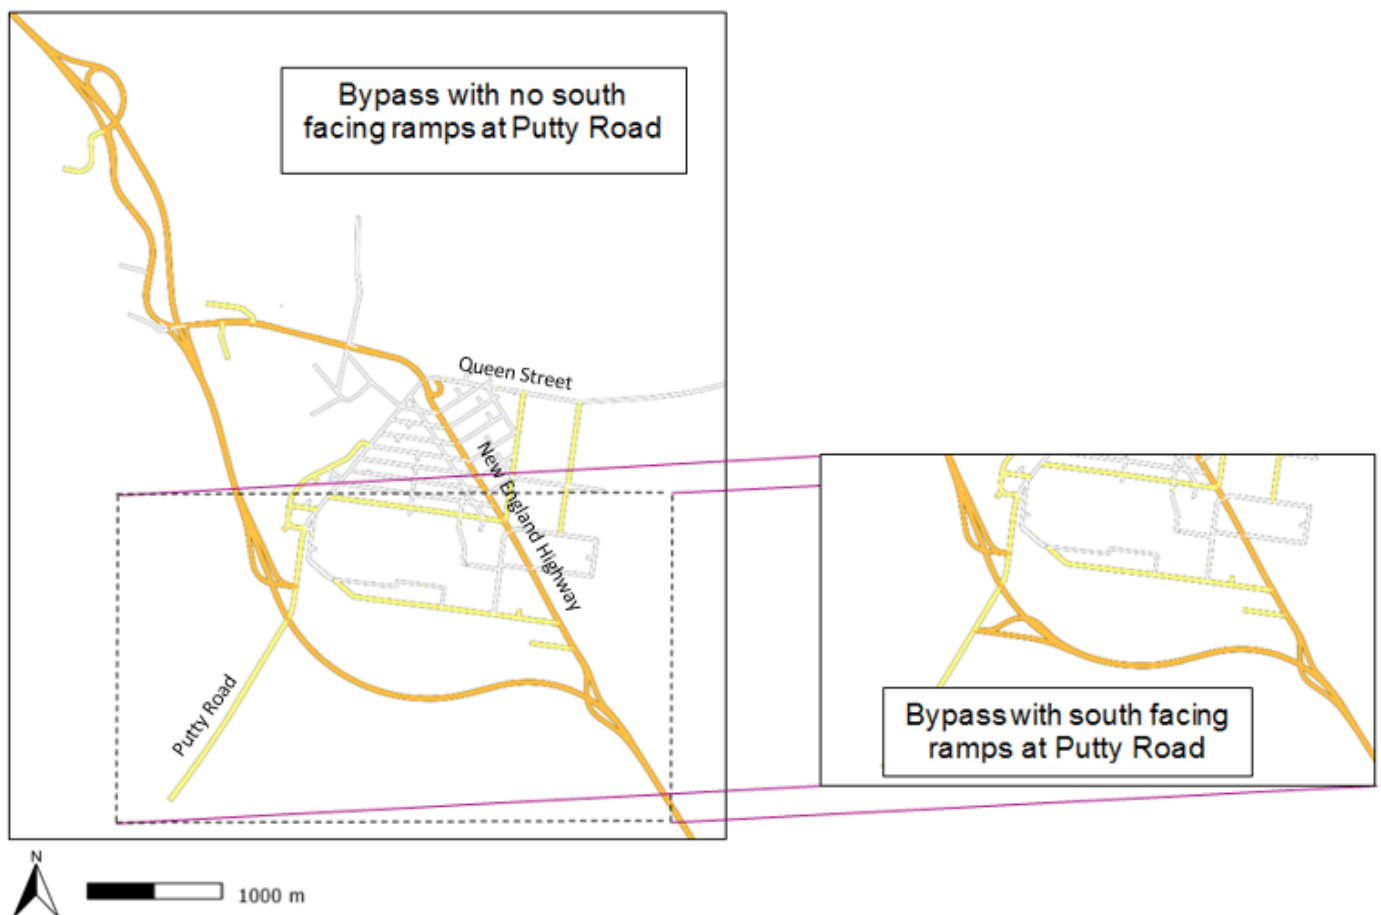 Bypass with no south
facing ramps at Putty Road
Queen Street
New England Highway
Putty Road
Bypass with south facing
ramps at Putty Road
N
1000 m